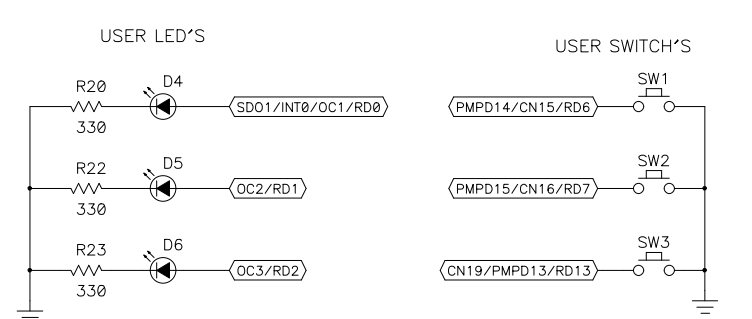 USER LED'S
USER SWITCH'S
R20
D4
330
SDO1/INT0/OC1/RD0
PMPD14/CN15/RD6
SW1
R22
D5
330
OC2/RD1
PMPD15/CN16/RD7
SW2
R23
D6
330
OC3/RD2
CN19/PMPD13/RD13
SW3